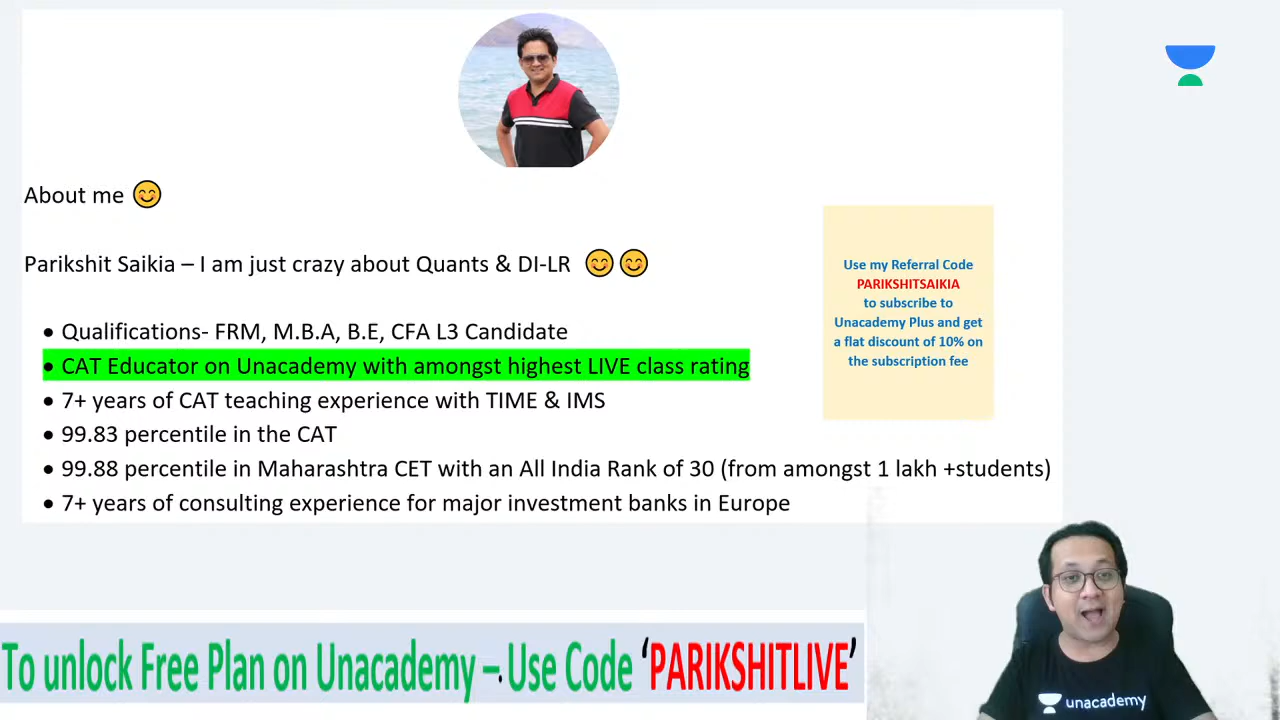 About me
Parikshit Saikia – I am just crazy about Quants & DI-LR
• Qualifications- FRM, M.B.A, B.E, CFA L3 Candidate
• CAT Educator on Unacademy with amongst highest LIVE class rating
• 7+ years of CAT teaching experience with TIME & IMS
• 99.83 percentile in the CAT
• 99.88 percentile in Maharashtra CET with an All India Rank of 30 (from amongst 1 lakh +students)
• 7+ years of consulting experience for major investment banks in Europe
Use my Referral Code
PARIKSHITSAIKIA
to subscribe to
Unacademy Plus and get
a flat discount of 10% on
the subscription fee
To unlock Free Plan on Unacademy – Use Code ‘PARIKSHITLIVE’
unacademy